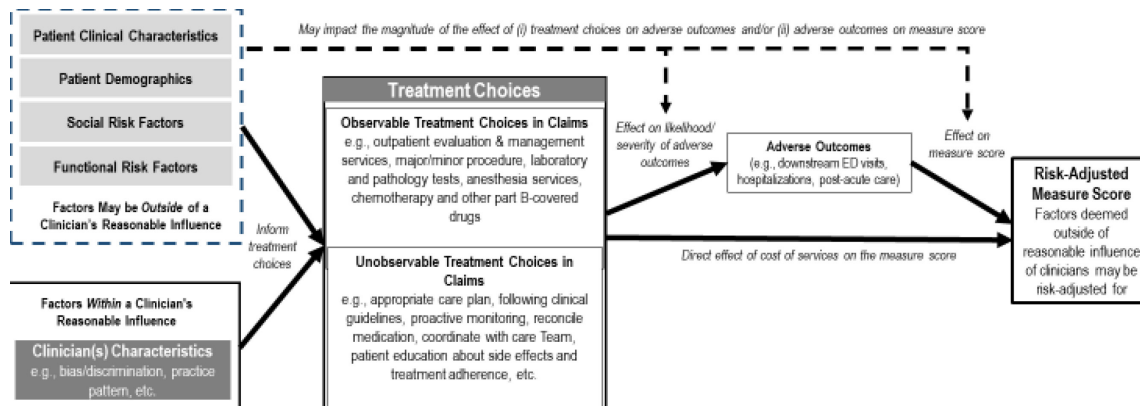 Patient Clinical Characteristics
Patient Demographics
Social Risk Factors
Functional Risk Factors
Factors May be Outside of a
Clinician's Reasonable Influence
May impact the magnitude of the effect of (i) treatment choices on adverse outcomes and/or (ii) adverse outcomes on measure score
Inform
treatment
choices
Factors Within a Clinician's
Reasonable Influence
Clinician(s) Characteristics
e.g., bias/discrimination, practice
pattern, etc.
Treatment Choices
Observable Treatment Choices in Claims
e.g., outpatient evaluation & management
services, major/minor procedure, laboratory
and pathology tests, anesthesia services,
chemotherapy and other part B-covered
drugs
Unobservable Treatment Choices in
Claims
e.g., appropriate care plan, following clinical
guidelines, proactive monitoring, reconcile
medication, coordinate with care Team,
patient education about side effects and
treatment adherence, etc.
Effect on likelihood/
severity of adverse
outcomes
Adverse Outcomes
(e.g., downstream ED visits,
hospitalizations, post-acute care)
Effect on
measure score
Direct effect of cost of services on the measure score
Risk-Adjusted
Measure Score
Factors deemed
outside of
reasonable influence
of clinicians may be
risk-adjusted for